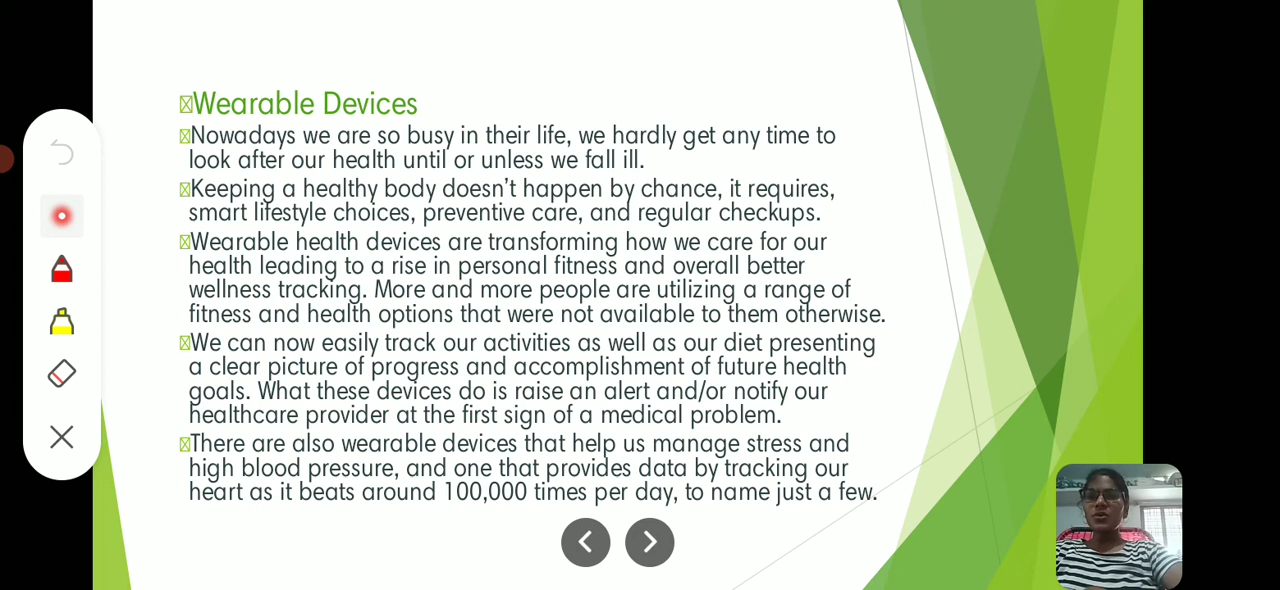 Wearable Devices
Nowadays we are so busy in their life, we hardly get any time to
look after our health until or unless we fall ill.
Keeping a healthy body doesn't happen by chance, it requires,
smart lifestyle choices, preventive care, and regular checkups.
Wearable health devices are transforming how we care for our
health leading to a rise in personal fitness and overall better
wellness tracking. More and more people are utilizing a range of
fitness and health options that were not available to them otherwise.
We can now easily track our activities as well as our diet presenting
a clear picture of progress and accomplishment of future health
goals. What these devices do is raise an alert and/or notify our
healthcare provider at the first sign of a medical problem.
There are also wearable devices that help us manage stress and
high blood pressure, and one that provides data by tracking our
heart as it beats around 100,000 times per day, to name just a few.